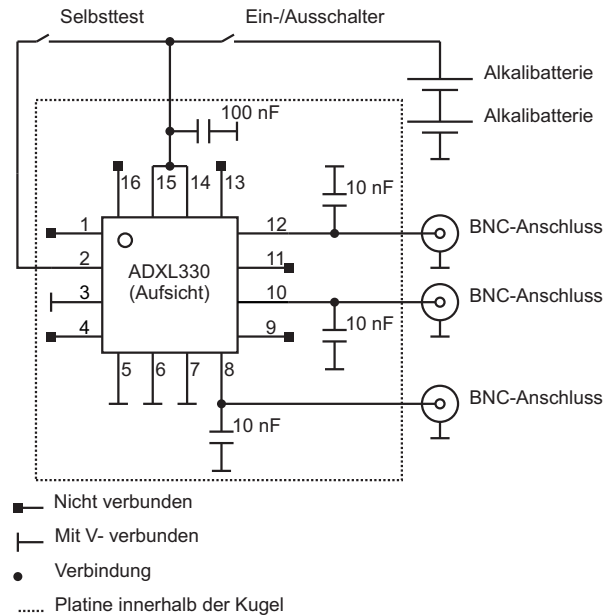 Selbsttest
Ein-/Ausschalter
Alkalibatterie
Alkalibatterie
100 nF
16 15 14 13
10 nF
1
12
BNC-Anschluss
2
11
ADXL330
(Aufsicht)
3
10
BNC-Anschluss
4
9
10 nF
5 6 7 8
BNC-Anschluss
10 nF
Nicht verbunden
Mit V- verbunden
Verbindung
Platine innerhalb der Kugel